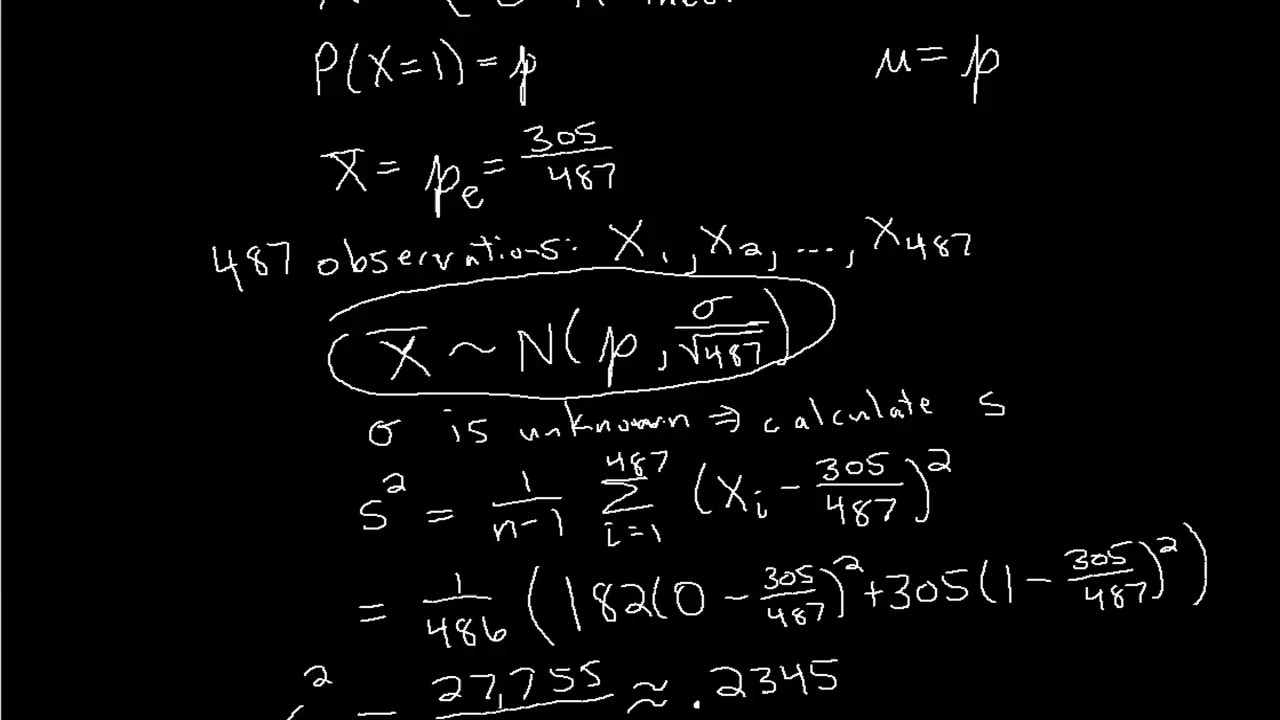 P(X=1) = p
μ = p
X̄ = pₑ = 305/487
487 observations: X₁, X₂, ..., X₄₈₇
X̄ ~ N(p, σ/√487)
σ is unknown ⇒ calculate s
s² = 1/(n-1) ∑_{i=1}^{487} (Xᵢ - 305/487)²
= 1/486 (182(0 - 305/487)² + 305(1 - 305/487)²)
² = 27,755 ≈ .2345